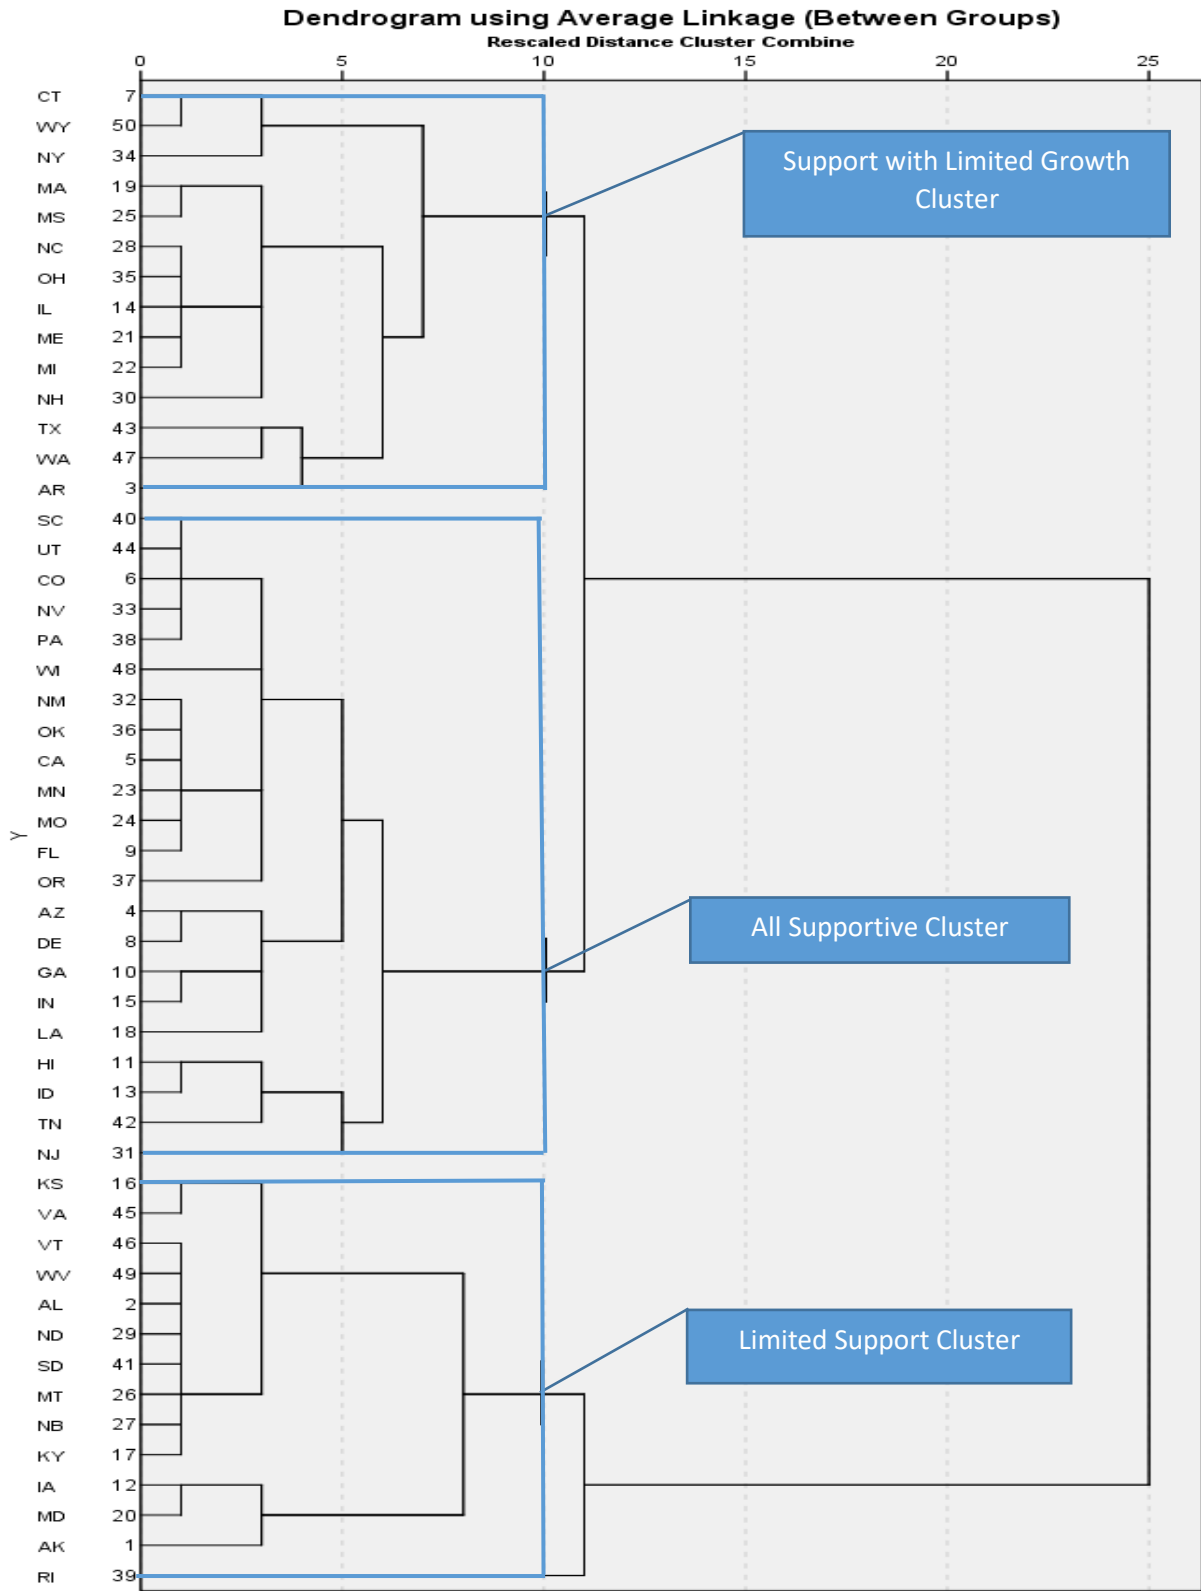 Dendrogram using Average Linkage (Between Groups)
Rescaled Distance Cluster Combine
0 5 10 15 20 25
CT 7
WY 50
NY 34
MA 19
MS 25
NC 28
OH 35
IL 14
ME 21
MI 22
NH 30
TX 43
WA 47
AR 3
SC 40
UT 44
CO 6
NV 33
PA 38
WI 48
NM 32
OK 36
CA 5
MN 23
MO 24
FL 9
OR 37
AZ 4
DE 8
GA 10
IN 15
LA 18
HI 11
ID 13
TN 42
NJ 31
KS 16
VA 45
VT 46
WV 49
AL 2
ND 29
SD 41
MT 26
NB 27
KY 17
IA 12
MD 20
AK 1
RI 39
Y
Support with Limited Growth
Cluster
All Supportive Cluster
Limited Support Cluster